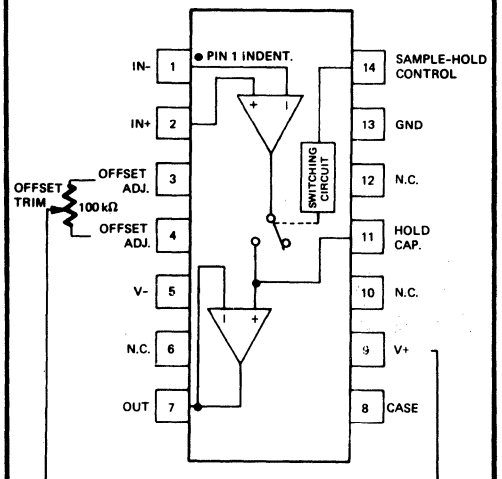 PIN 1 iNDENT.
IN- 1
IN+ 2
OFFSET ADJ. 3
OFFSET ADJ. 4
OFFSET TRIM
100 kΩ
V- 5
N.C. 6
OUT 7
14 SAMPLE-HOLD CONTROL
13 GND
12 N.C.
11 HOLD CAP.
10 N.C.
9 V+
8 CASE
+ −
SWITCHING CIRCUIT
− +